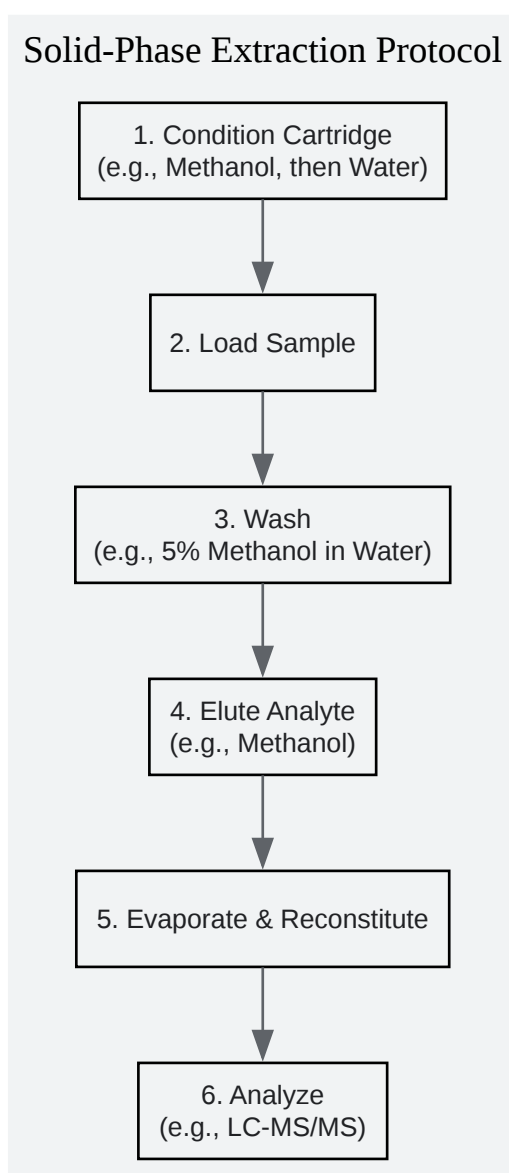 Solid-Phase Extraction Protocol
1. Condition Cartridge
(e.g., Methanol, then Water)
2. Load Sample
3. Wash
(e.g., 5% Methanol in Water)
4. Elute Analyte
(e.g., Methanol)
5. Evaporate & Reconstitute
6. Analyze
(e.g., LC-MS/MS)